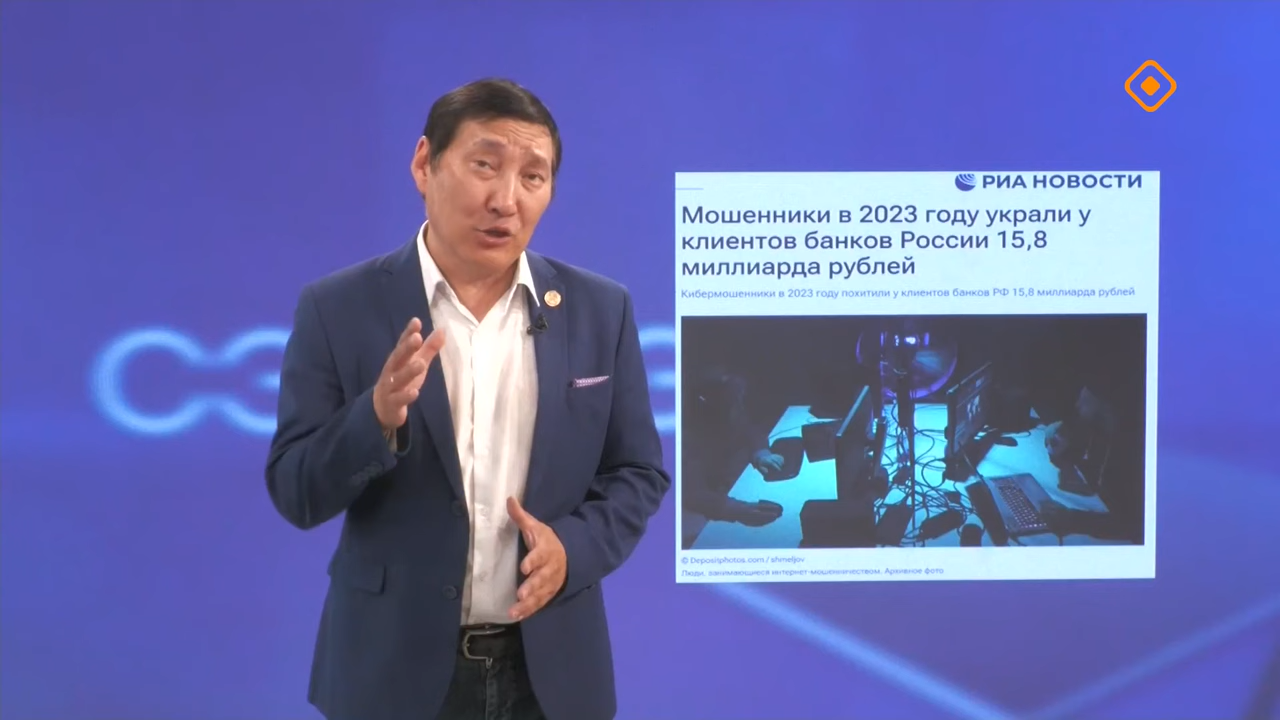 РИА НОВОСТИ
Мошенники в 2023 году украли у
клиентов банков России 15,8
миллиарда рублей
Кибермошенники в 2023 году похитили у клиентов банков РФ 15,8 миллиарда рублей
© Depositphotos.com / shmeljov
Люди, занимающиеся интернет-мошенничеством. Архивное фото